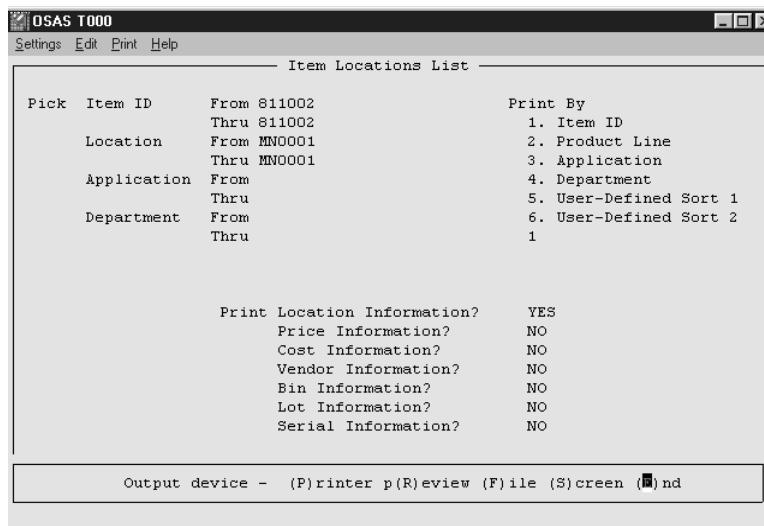 OSAS T000
Settings Edit Print Help
Item Locations List
Pick Item ID From 811002 Print By
Thru 811002 1. Item ID
Location From MN0001 2. Product Line
Thru MN0001 3. Application
Application From 4. Department
Thru 5. User-Defined Sort 1
Department From 6. User-Defined Sort 2
Thru 1
Print Location Information? YES
Price Information? NO
Cost Information? NO
Vendor Information? NO
Bin Information? NO
Lot Information? NO
Serial Information? NO
Output device - (P)rinter p(R)eview (F)ile (S)creen (E)nd